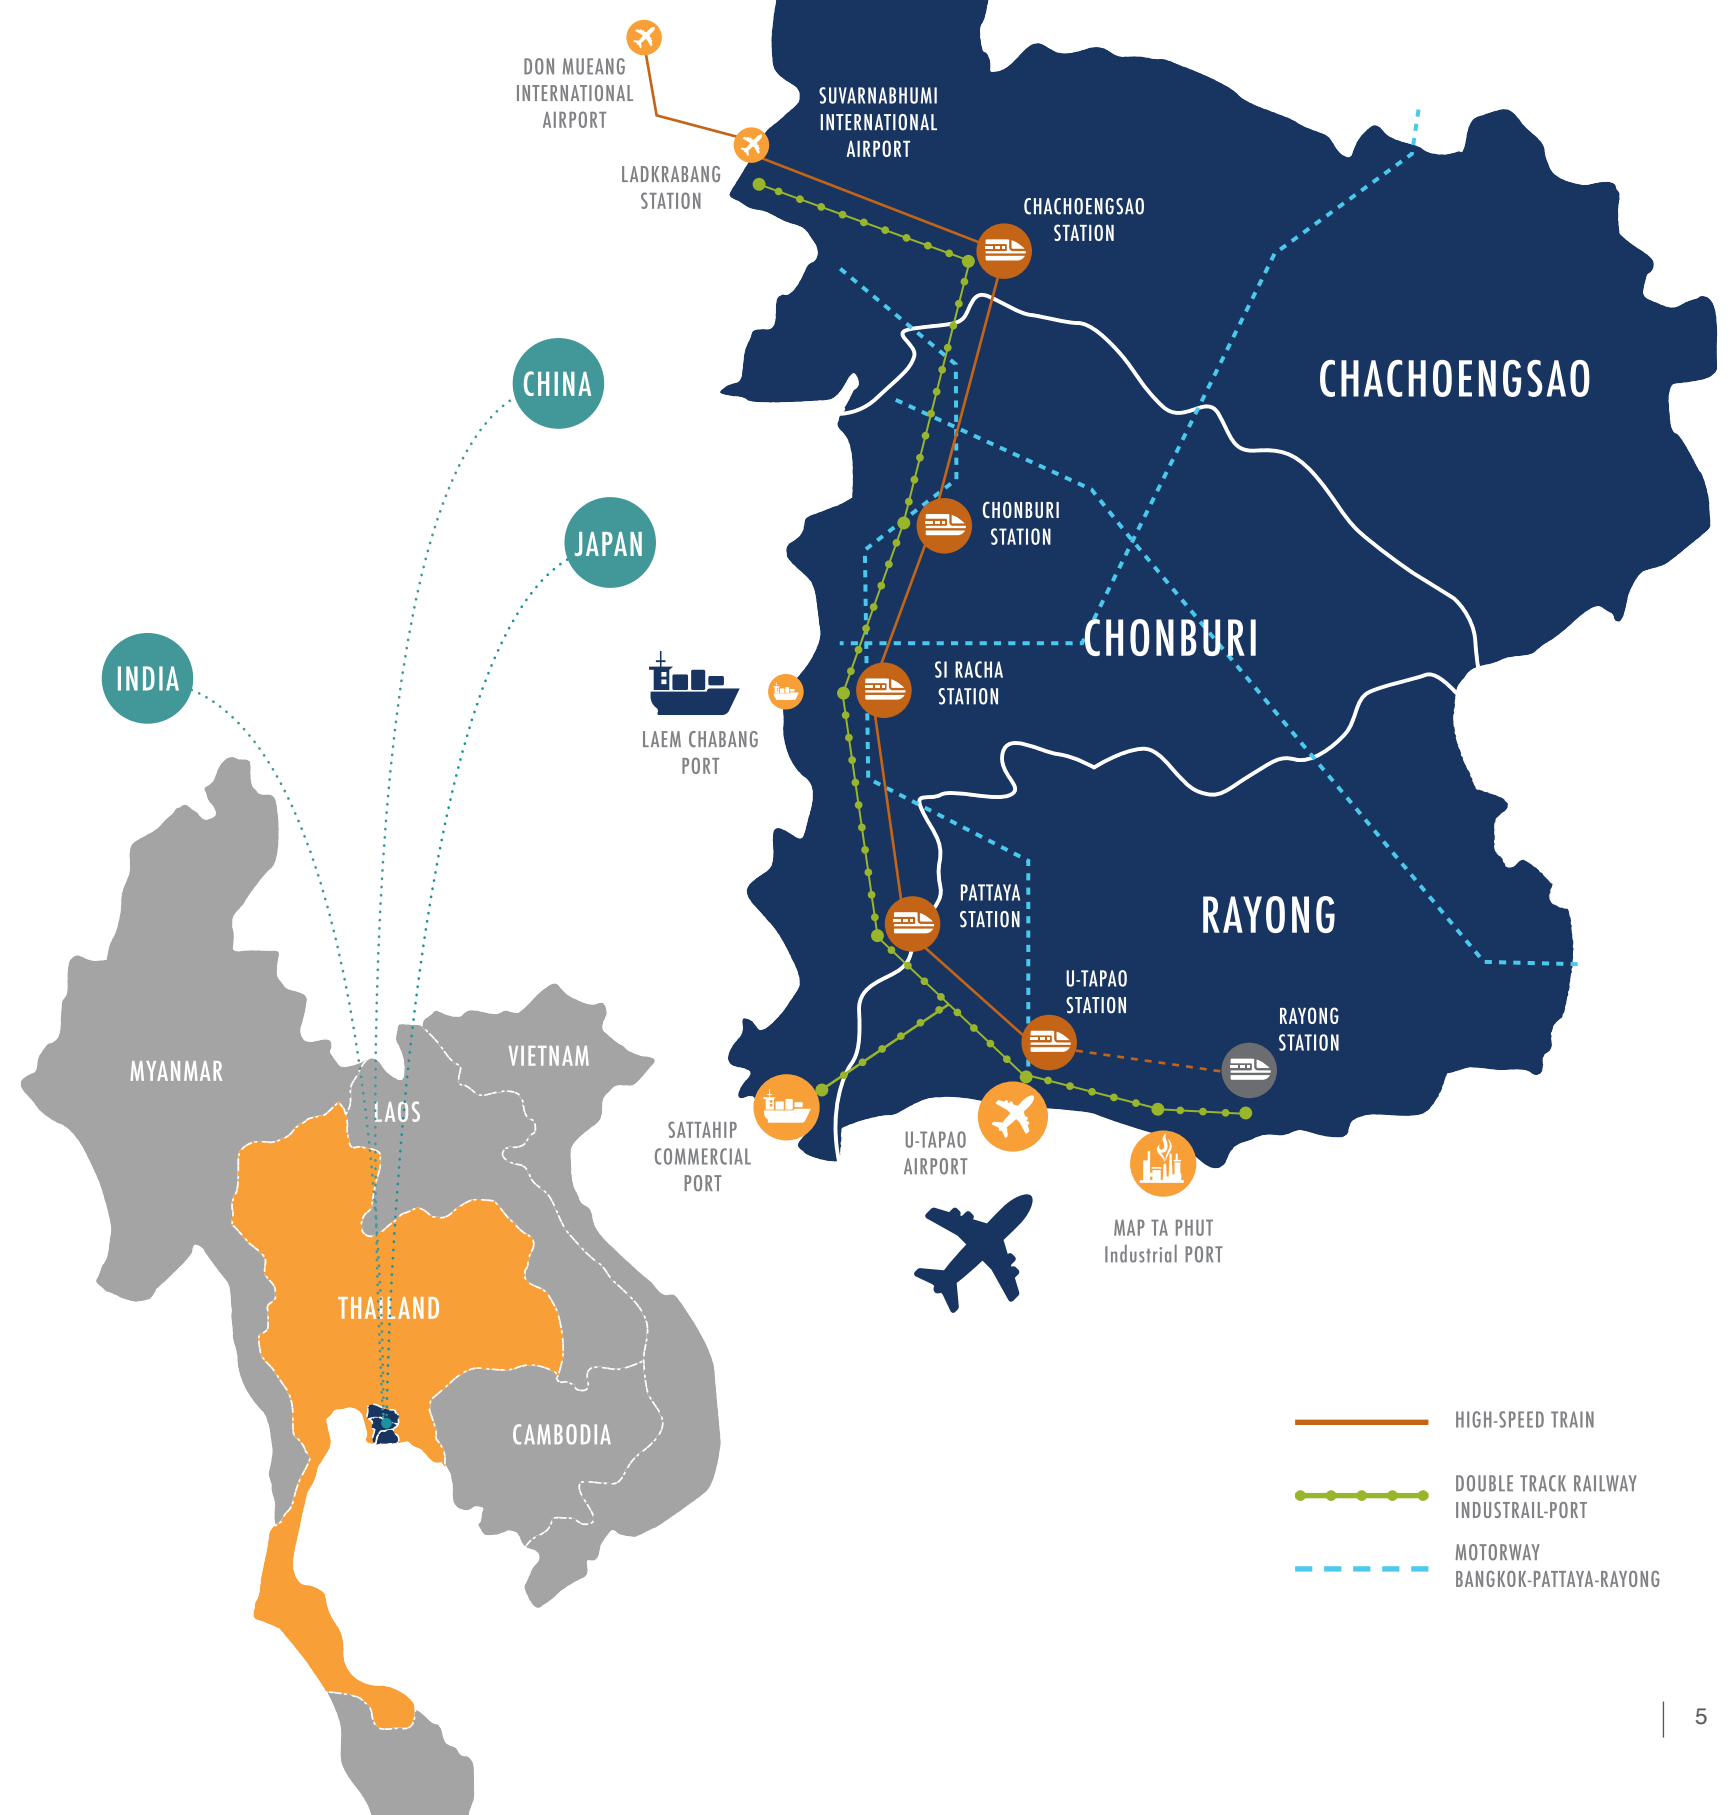 DON MUEANG
INTERNATIONAL
AIRPORT
SUVARNABHUMI
INTERNATIONAL
AIRPORT
LADKRABANG
STATION
CHACHOENGSAO
STATION
CHACHOENGSAO
CHINA
JAPAN
INDIA
CHONBURI
STATION
CHONBURI
SI RACHA
STATION
LAEM CHABANG
PORT
PATTAYA
STATION
RAYONG
U-TAPAO
STATION
RAYONG
STATION
SATTAHIP
COMMERCIAL
PORT
U-TAPAO
AIRPORT
MAP TA PHUT
Industrial PORT
MYANMAR
VIETNAM
LAOS
THAILAND
CAMBODIA
HIGH-SPEED TRAIN
DOUBLE TRACK RAILWAY
INDUSTRAIL-PORT
MOTORWAY
BANGKOK-PATTAYA-RAYONG
5